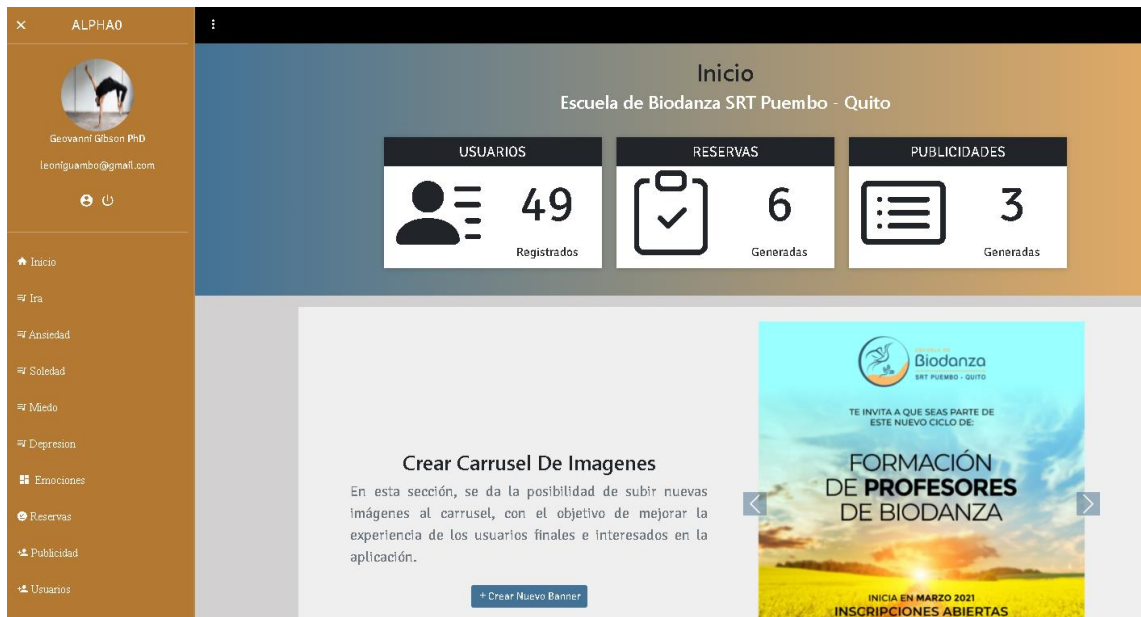 ALPHA0
Geovanni Gibson PhD
leoniguambo@gmail.com
Inicio
Ira
Ansiedad
Soledad
Miedo
Depresion
Emociones
Reservas
Publicidad
Usuarios
Inicio
Escuela de Biodanza SRT Puembo - Quito
USUARIOS
49
Registrados
RESERVAS
6
Generadas
PUBLICIDADES
3
Generadas
Crear Carrusel De Imagenes
En esta sección, se da la posibilidad de subir nuevas
imágenes al carrusel, con el objetivo de mejorar la
experiencia de los usuarios finales e interesados en la
aplicación.
+ Crear Nuevo Banner
ESCUELA DE
Biodanza
SRT PUEMBO - QUITO
TE INVITA A QUE SEAS PARTE DE
ESTE NUEVO CICLO DE:
FORMACIÓN
DE PROFESORES
DE BIODANZA
INICIA EN MARZO 2021
INSCRIPCIONES ABIERTAS